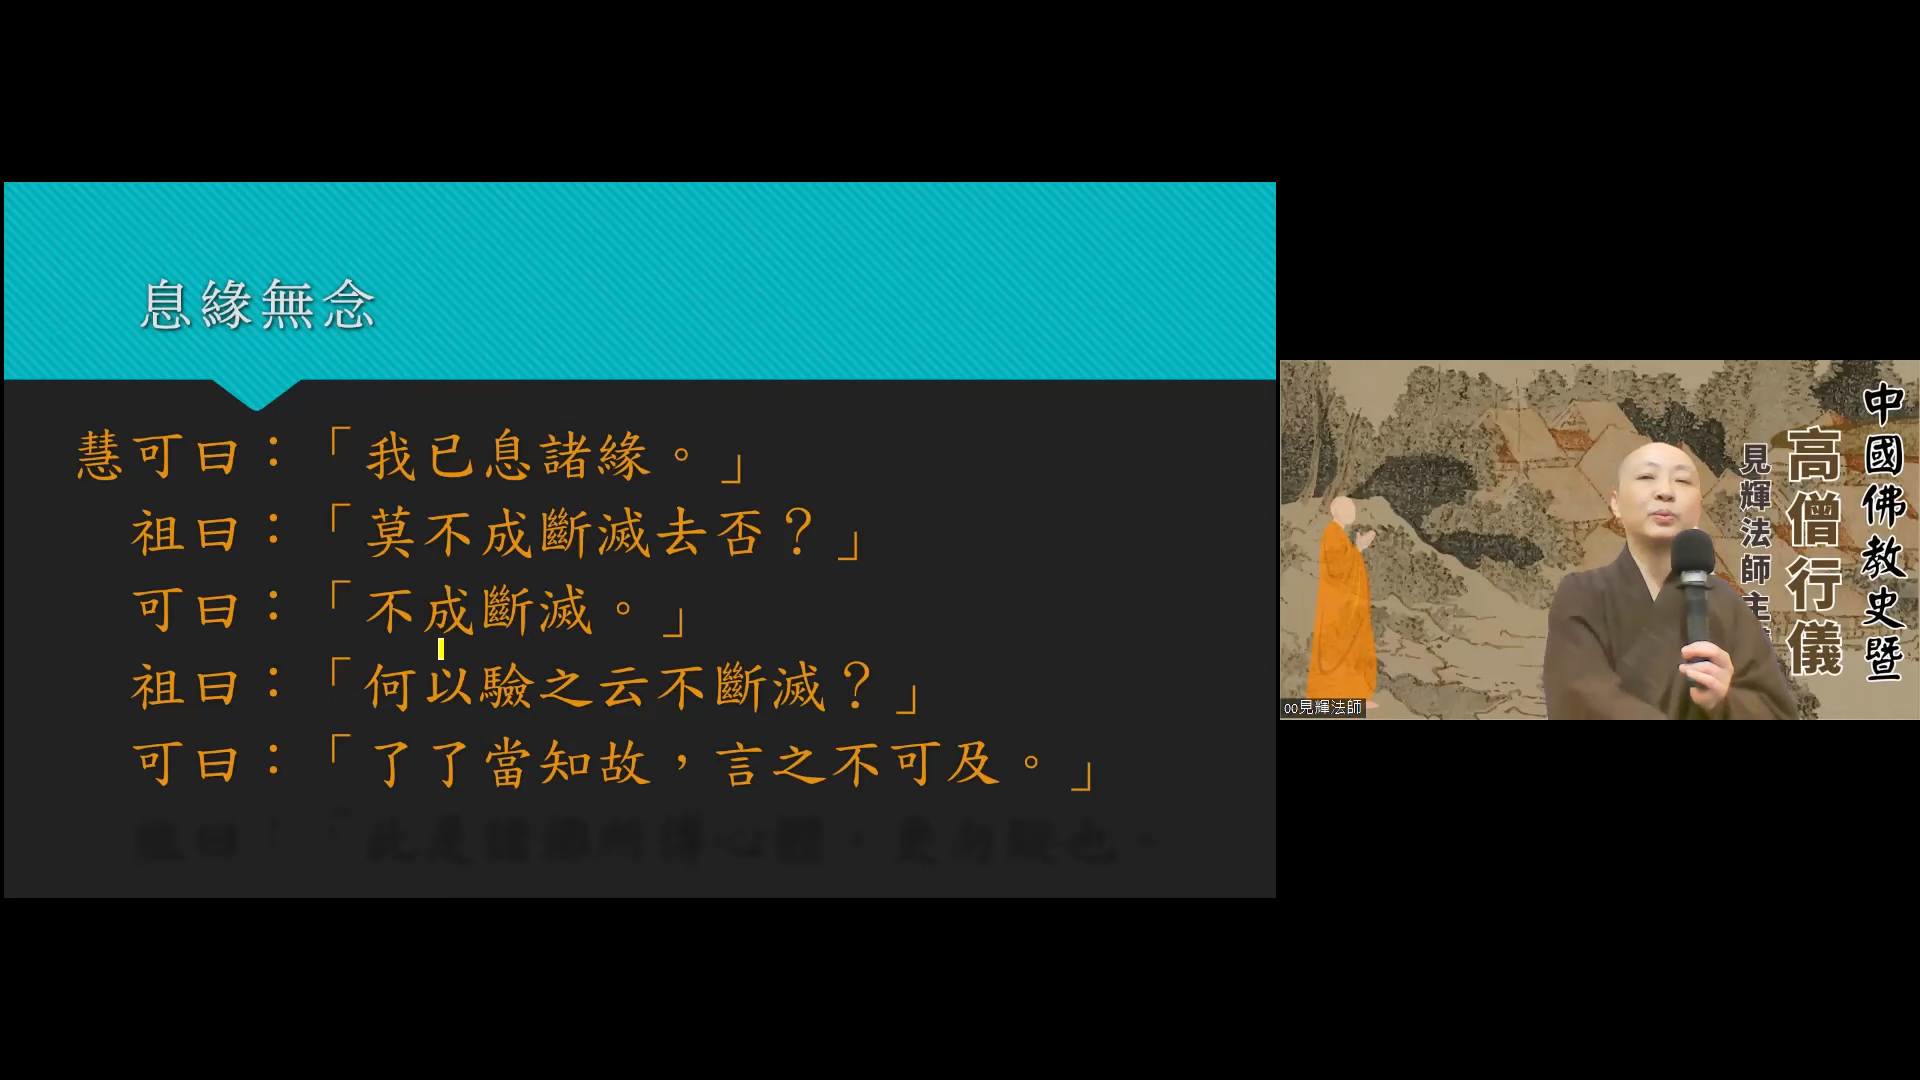 息緣無念
慧可曰：「我已息諸緣。」
祖曰：「莫不成斷滅去否？」
可曰：「不成斷滅。」
祖曰：「何以驗之云不斷滅？」
可曰：「了了當知故，言之不可及。」
中國佛教史暨
高僧行儀
見輝法師主
oo見輝法師